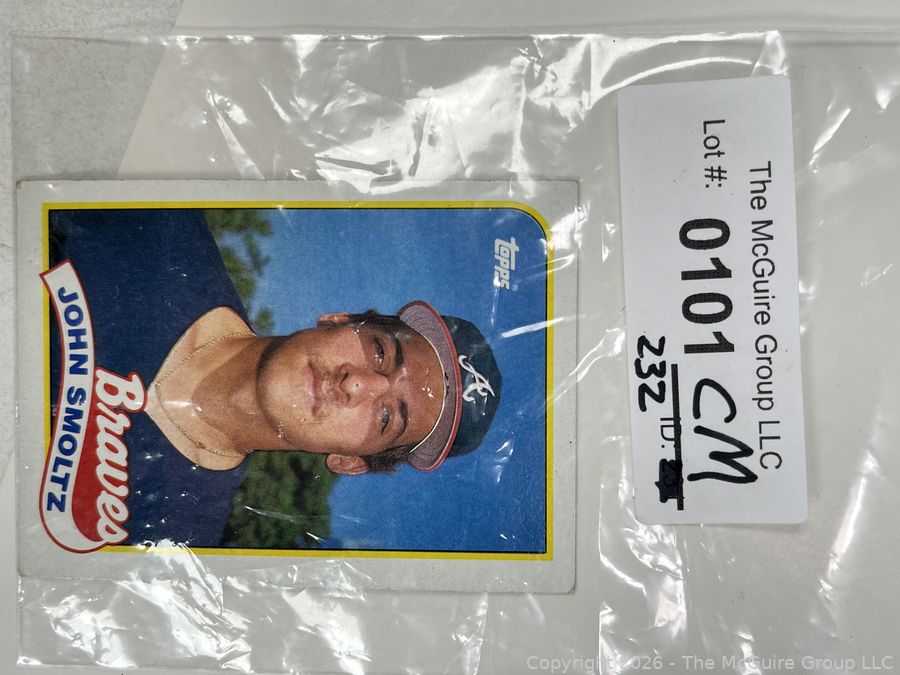 topps
Braves
JOHN SMOLTZ
A
The McGuire Group LLC
Lot #: 0101 CM
ID:
232
Copyright 2026 - The McGuire Group LLC